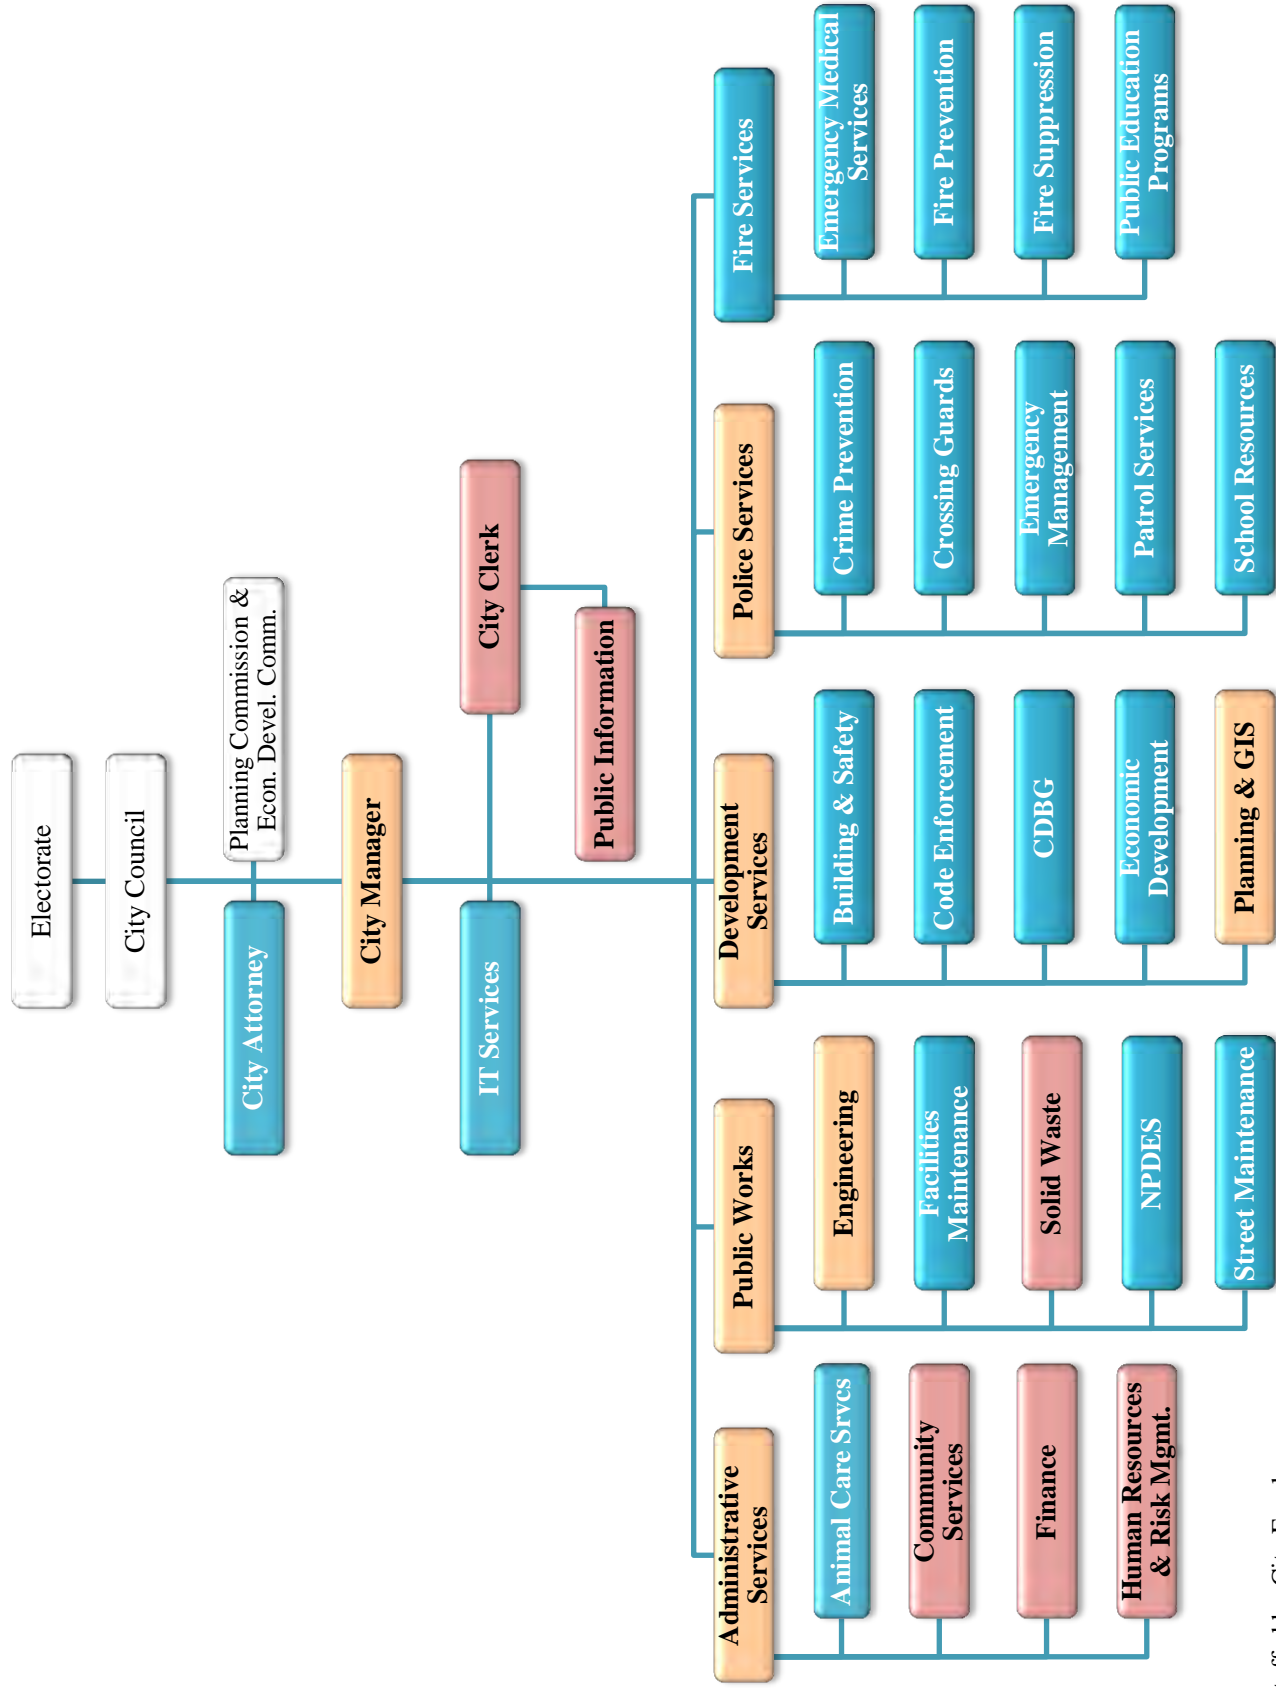 Electorate
City Council
City Attorney
Planning Commission &
Econ. Devel. Comm.
City Manager
IT Services
City Clerk
Public Information
Administrative
Services
Animal Care Srvcs
Community
Services
Finance
Human Resources
& Risk Mgmt.
Public Works
Engineering
Facilities
Maintenance
Solid Waste
NPDES
Street Maintenance
Development
Services
Building & Safety
Code Enforcement
CDBG
Economic
Development
Planning & GIS
Police Services
Crime Prevention
Crossing Guards
Emergency
Management
Patrol Services
School Resources
Fire Services
Emergency Medical
Services
Fire Prevention
Fire Suppression
Public Education
Programs